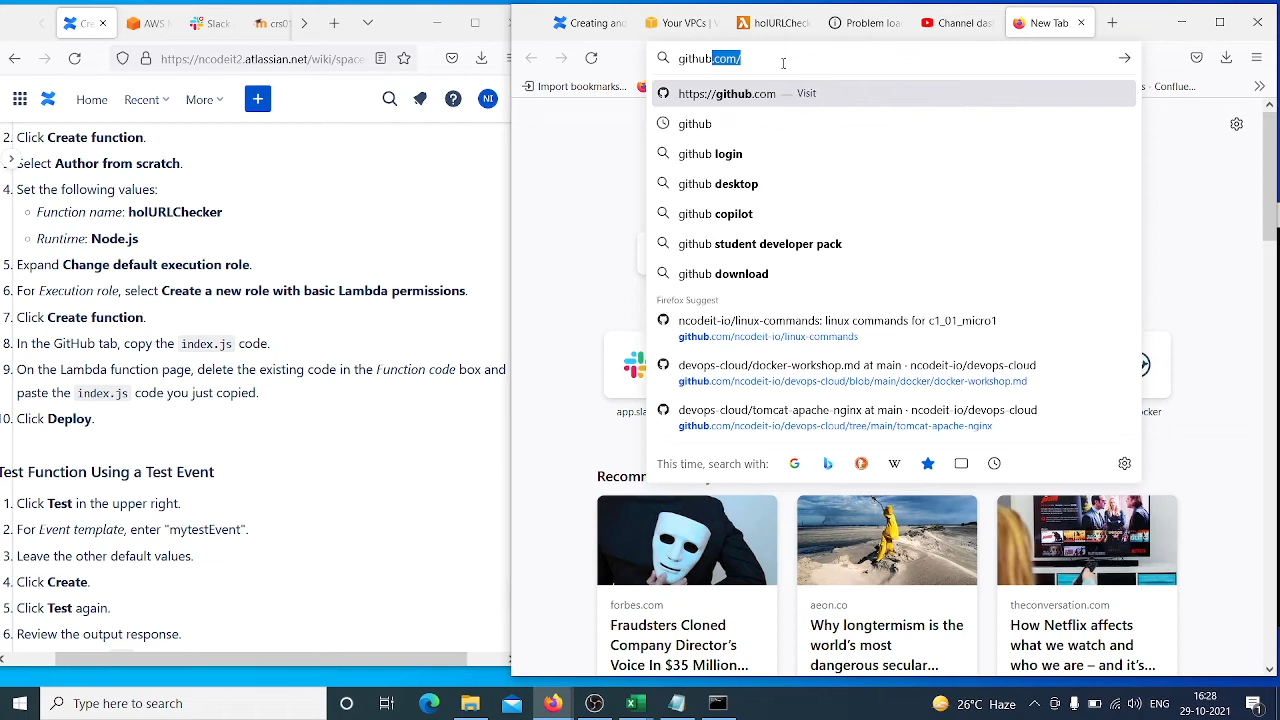 Cre
AWS M
Slack
crs01
https://ncodeit2.atlassian.net/wiki/space
Home
Recent
More
NI
2. Click Create function.
Select Author from scratch.
4. Set the following values:
Function name: holURLChecker
Runtime: Node.js
5. Expand Change default execution role.
6. For Execution role, select Create a new role with basic Lambda permissions.
7. Click Create function.
8. In the GitHub tab, copy the index.js code.
9. On the Lambda function page, delete the existing code in the Function code box and
paste the index.js code you just copied.
10. Click Deploy.
Test Function Using a Test Event
1. Click Test in the upper right.
2. For Event template, enter "mytestEvent".
3. Leave the other default values.
4. Click Create.
5. Click Test again.
6. Review the output response.
Creating and
Your VPCs |
holURLCheck
Problem loa
Channel das
New Tab
github.com/
Import bookmarks...
s - Conflue...
https://github.com — Visit
github
github login
github desktop
github copilot
github student developer pack
github download
Firefox Suggest
ncodeit-io/linux-commands: linux commands for c1_01_micro1
github.com/ncodeit-io/linux-commands
devops-cloud/docker-workshop.md at main · ncodeit-io/devops-cloud
github.com/ncodeit-io/devops-cloud/blob/main/docker/docker-workshop.md
devops-cloud/tomcat-apache-nginx at main · ncodeit-io/devops-cloud
github.com/ncodeit-io/devops-cloud/tree/main/tomcat-apache-nginx
This time, search with:
app.sla
ocker
Recomm
forbes.com
Fraudsters Cloned
Company Director's
Voice In $35 Million...
aeon.co
Why longtermism is the
world's most
dangerous secular...
theconversation.com
How Netflix affects
what we watch and
who we are – and it's...
Type here to search
26°C Haze
ENG
16:28
29-10-2021